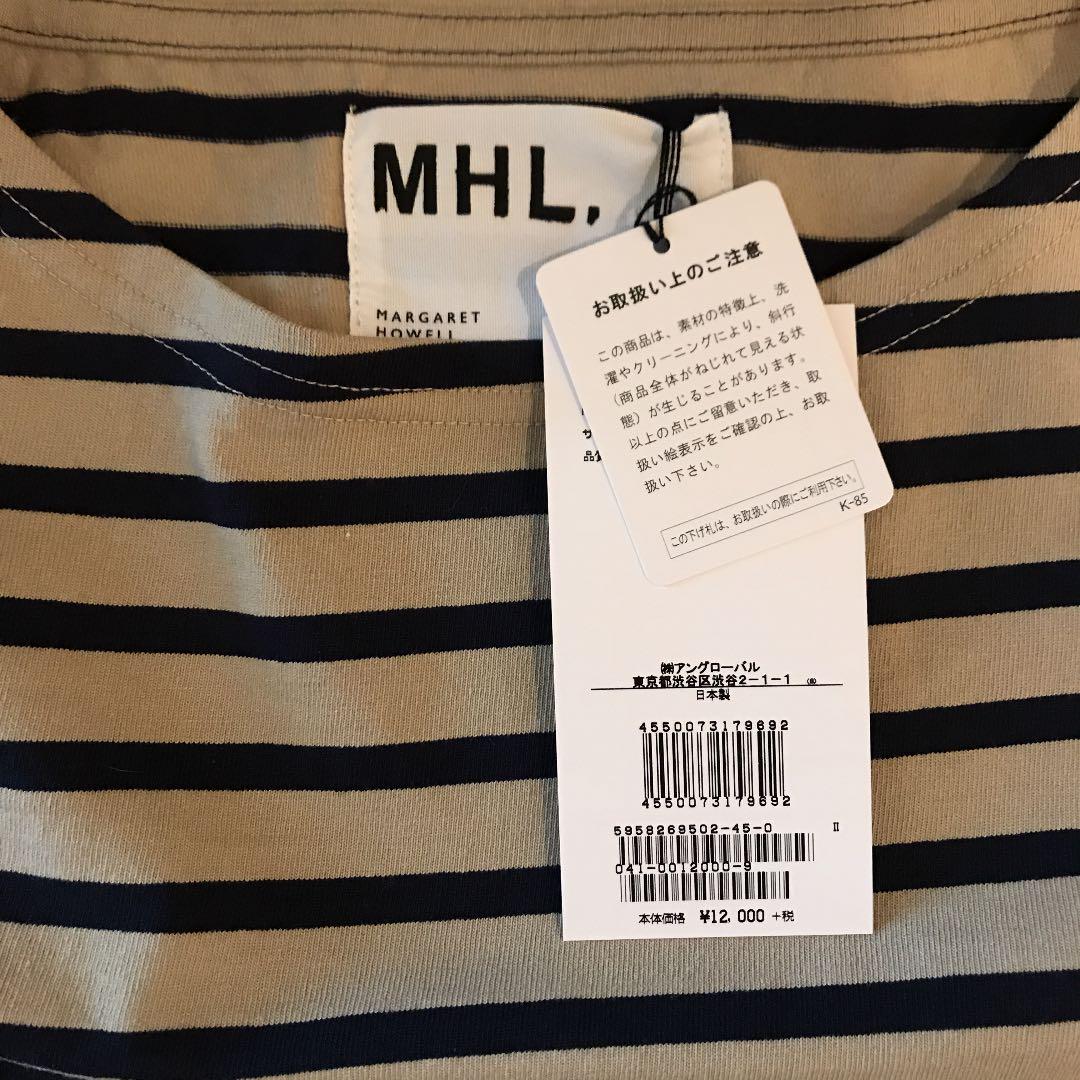 MHL.
MARGARET
HOWELL
お取扱い上のご注意
この商品は、素材の特徴上、洗
濯やクリーニングにより、斜行
(商品全体がねじれて見える状
態)が生じることがあります。
以上の点にご留意いただき、取
扱い絵表示をご確認の上、お取
扱い下さい。
この下げ札は、お取扱いの際にご利用下さい。
K-85
㈱アングローバル
東京都渋谷区渋谷2-1-1
日本製
4550073179692
4550073179692
5958269502-45-0
II
041-0012000-9
本体価格 ¥12,000 +税